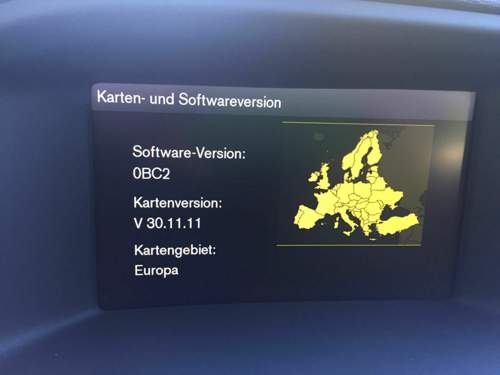 Karten- und Softwareversion
Software-Version:
0BC2
Kartenversion:
V 30.11.11
Kartengebiet:
Europa